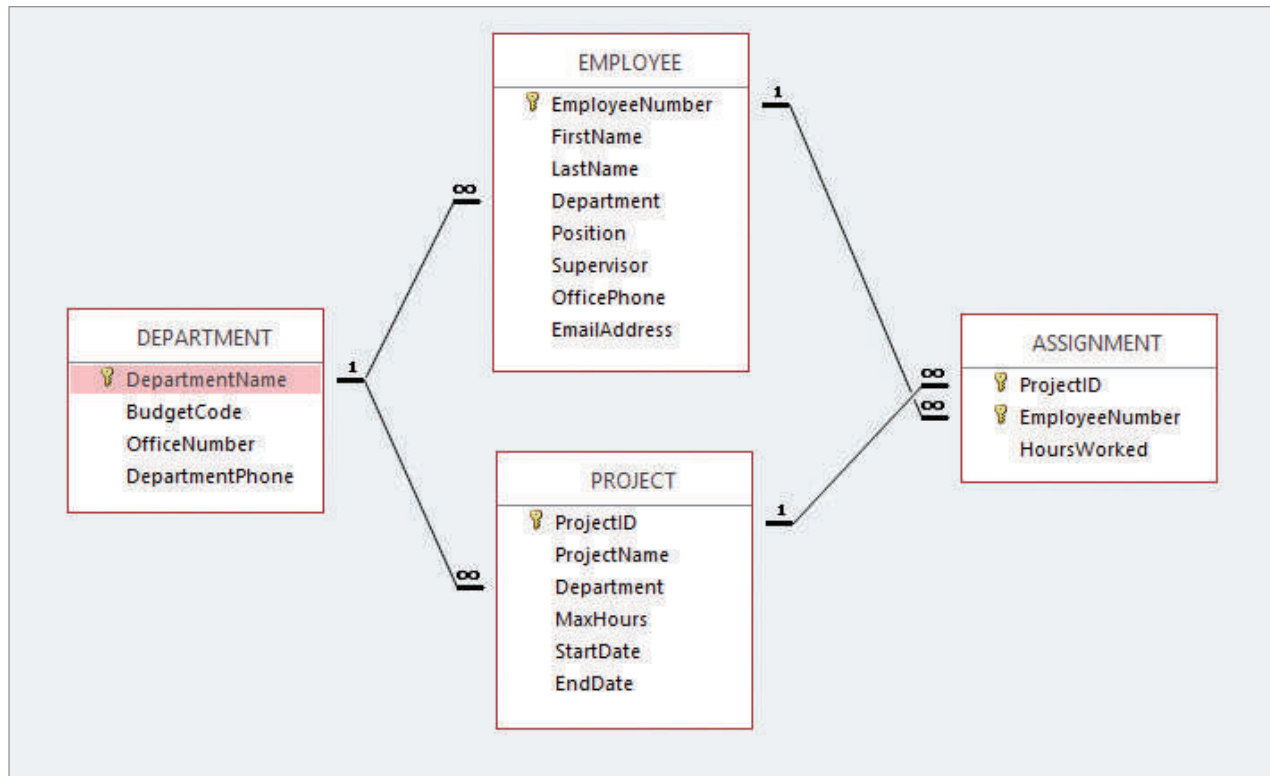 EMPLOYEE
EmployeeNumber
FirstName
LastName
Department
Position
Supervisor
OfficePhone
EmailAddress
1
∞
DEPARTMENT
DepartmentName
BudgetCode
OfficeNumber
DepartmentPhone
1
∞
PROJECT
ProjectID
ProjectName
Department
MaxHours
StartDate
EndDate
1
ASSIGNMENT
ProjectID
EmployeeNumber
HoursWorked
∞
∞